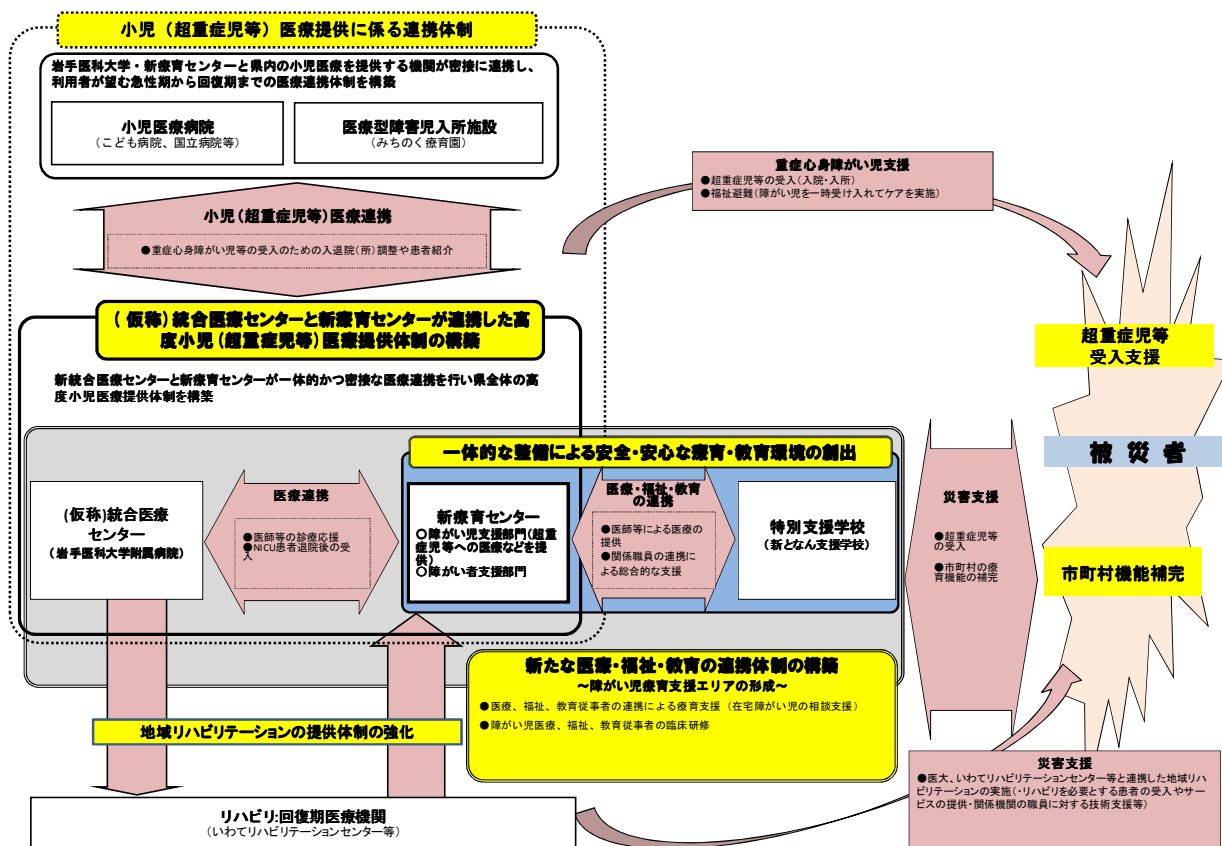 小児（超重症児等）医療提供に係る連携体制
岩手医科大学・新療育センターと県内の小児医療を提供する機関が密接に連携し、
利用者が望む急性期から回復期までの医療連携体制を構築
小児医療病院
（こども病院、国立病院等）
医療型障害児入所施設
（みちのく療育園）
小児（超重症児等）医療連携
●重症心身障がい児等の受入のための入退院（所）調整や患者紹介
重症心身障がい児支援
●超重症児等の受入（入院・入所）
●福祉避難（障がい児を一時受け入れてケアを実施）
（仮称）統合医療センターと新療育センターが連携した高
度小児（超重症児等）医療提供体制の構築
新統合医療センターと新療育センターが一体的かつ密接な医療連携を行い県全体の高
度小児医療提供体制を構築
超重症児等
受入支援
被災者
市町村機能補完
一体的な整備による安全・安心な療育・教育環境の創出
(仮称)統合医療
センター
（岩手医科大学附属病院）
医療連携
●医師等の診療応援
●NICU患者退院後の受
入
新療育センター
○障がい児支援部門（超重
症児等への医療などを提
供）
○障がい者支援部門
医療・福祉・教育
の連携
●医師等による医療の
提供
●関係職員の連携によ
る総合的な支援
特別支援学校
（新となん支援学校）
災害支援
●超重症児等
の受入
●市町村の療
育機能の補完
新たな医療・福祉・教育の連携体制の構築
～障がい児療育支援エリアの形成～
●医療、福祉、教育従事者の連携による療育支援（在宅障がい児の相談支援）
●障がい児医療、福祉、教育従事者の臨床研修
地域リハビリテーションの提供体制の強化
リハビリ:回復期医療機関
（いわてリハビリテーションセンター等）
災害支援
●医大、いわてリハビリテーションセンター等と連携した地域リハ
ビリテーションの実施（・リハビリを必要とする患者の受入やサー
ビスの提供・関係機関の職員に対する技術支援等）